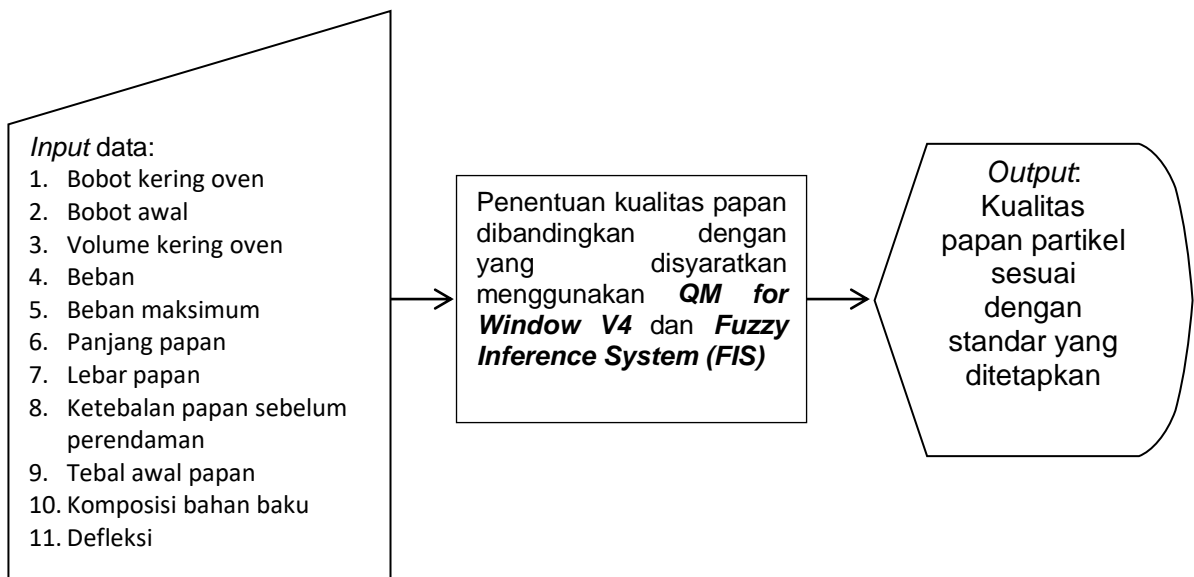 Input data:
1. Bobot kering oven
2. Bobot awal
3. Volume kering oven
4. Beban
5. Beban maksimum
6. Panjang papan
7. Lebar papan
8. Ketebalan papan sebelum
perendaman
9. Tebal awal papan
10. Komposisi bahan baku
11. Defleksi
Penentuan kualitas papan
dibandingkan dengan
yang disyaratkan
menggunakan QM for
Window V4 dan Fuzzy
Inference System (FIS)
Output:
Kualitas
papan partikel
sesuai
dengan
standar yang
ditetapkan